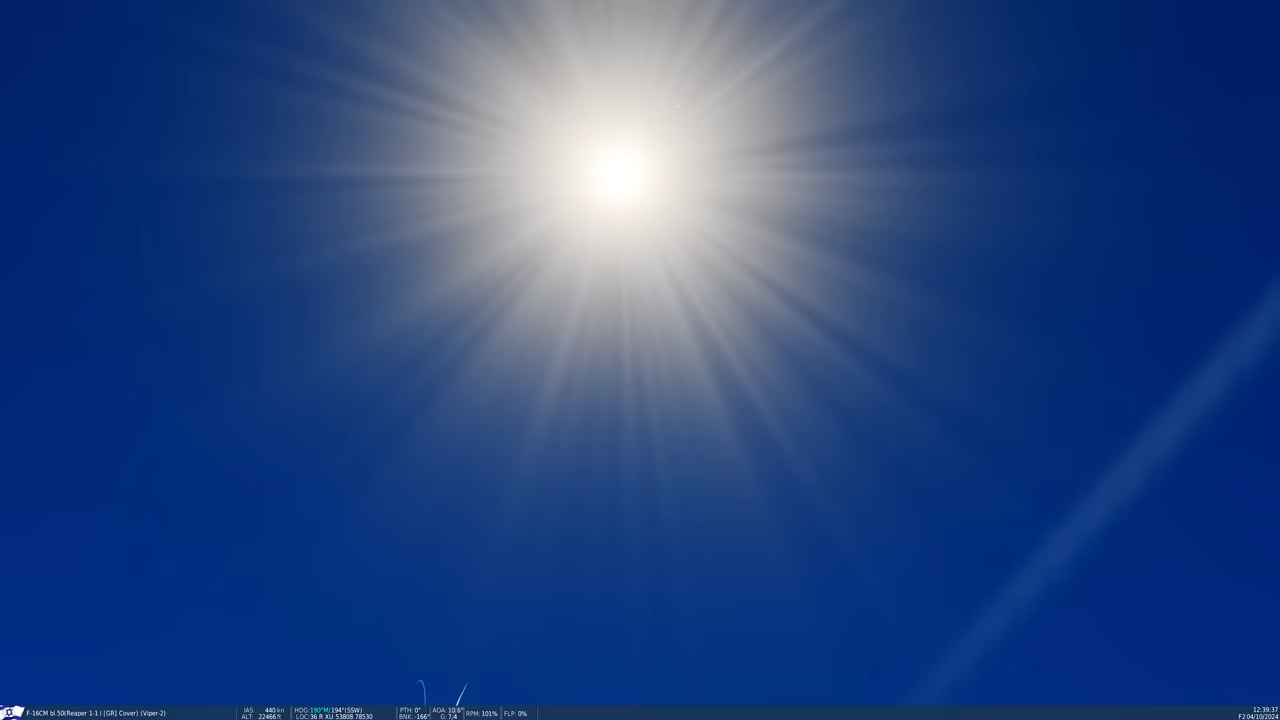 F-16CM bl.50(Reaper 1-1 | [GR] Cover) (Viper-2)
IAS: 440 kn
ALT: 22466 ft
HDG: 190°M/194°(SSW)
LOC:36 R XU 53808 78530
PTH: 0°
BNK: -166°
AOA: 10.6°
G: 7.4
RPM: 101%
FLP: 0%
12:39:37
F2 04/10/2024